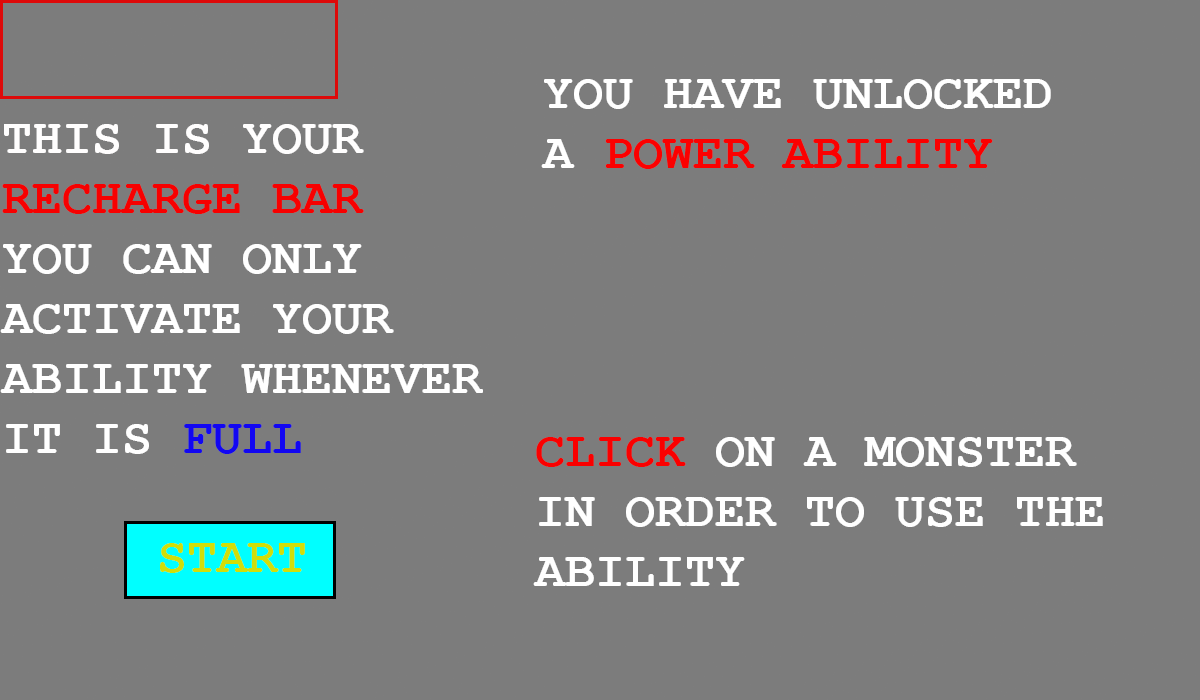 THIS IS YOUR
RECHARGE BAR
YOU CAN ONLY
ACTIVATE YOUR
ABILITY WHENEVER
IT IS FULL
START
YOU HAVE UNLOCKED
A POWER ABILITY
CLICK ON A MONSTER
IN ORDER TO USE THE
ABILITY